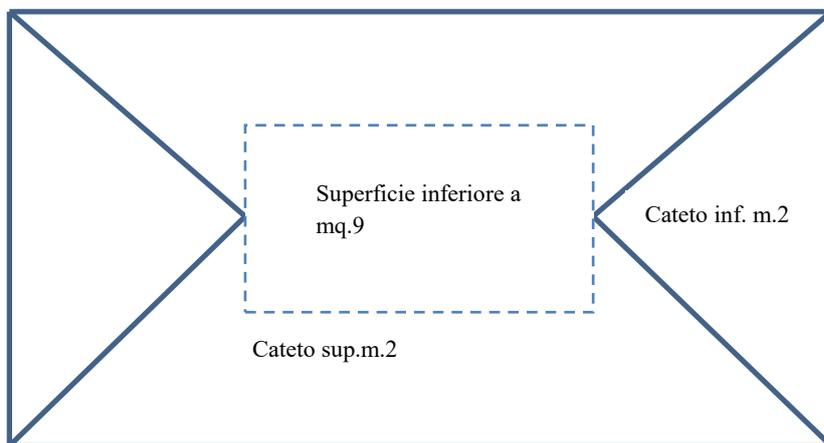 Superficie inferiore a
mq.9
Cateto inf. m.2
Cateto sup.m.2